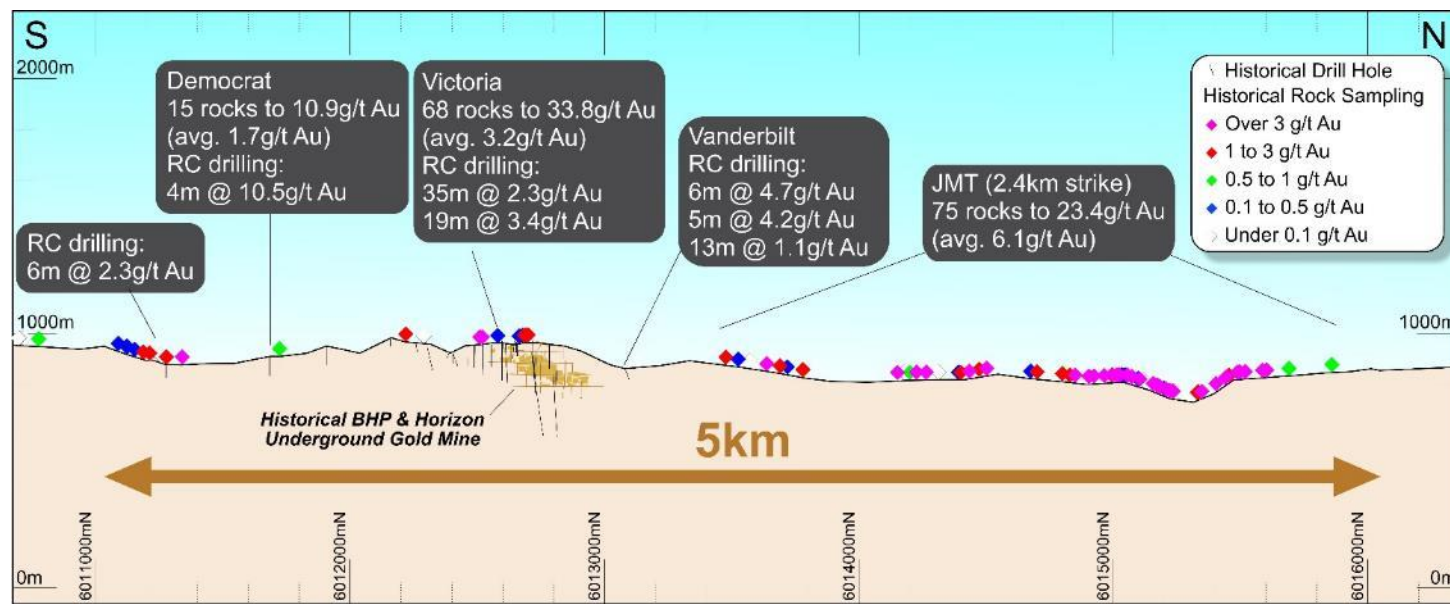 S
N
2000m
Democrat
15 rocks to 10.9g/t Au
(avg. 1.7g/t Au)
RC drilling:
4m @ 10.5g/t Au
Victoria
68 rocks to 33.8g/t Au
(avg. 3.2g/t Au)
RC drilling:
35m @ 2.3g/t Au
19m @ 3.4g/t Au
Vanderbilt
RC drilling:
6m @ 4.7g/t Au
5m @ 4.2g/t Au
13m @ 1.1g/t Au
JMT (2.4km strike)
75 rocks to 23.4g/t Au
(avg. 6.1g/t Au)
Historical Drill Hole
Historical Rock Sampling
Over 3 g/t Au
1 to 3 g/t Au
0.5 to 1 g/t Au
0.1 to 0.5 g/t Au
Under 0.1 g/t Au
RC drilling:
6m @ 2.3g/t Au
1000m
1000m
Historical BHP & Horizon
Underground Gold Mine
5km
0m
0m
6011000mN
6012000mN
6013000mN
6014000mN
6015000mN
6016000mN